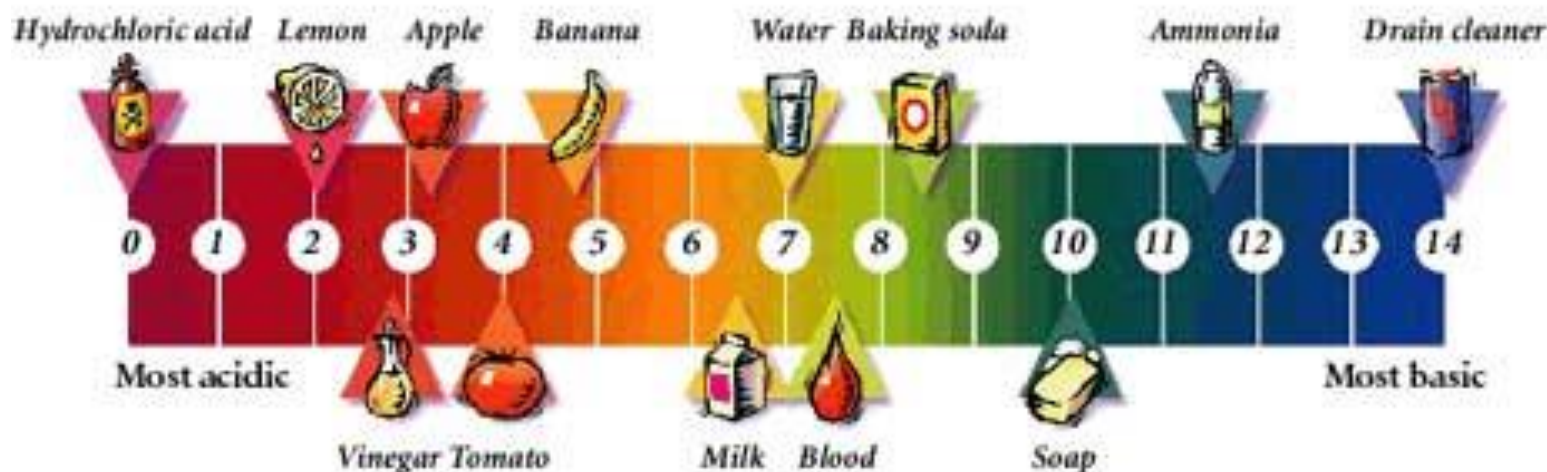 Hydrochloric acid Lemon Apple Banana Water Baking soda Ammonia Drain cleaner
0 1 2 3 4 5 6 7 8 9 10 11 12 13 14
Most acidic Most basic
Vinegar Tomato Milk Blood Soap